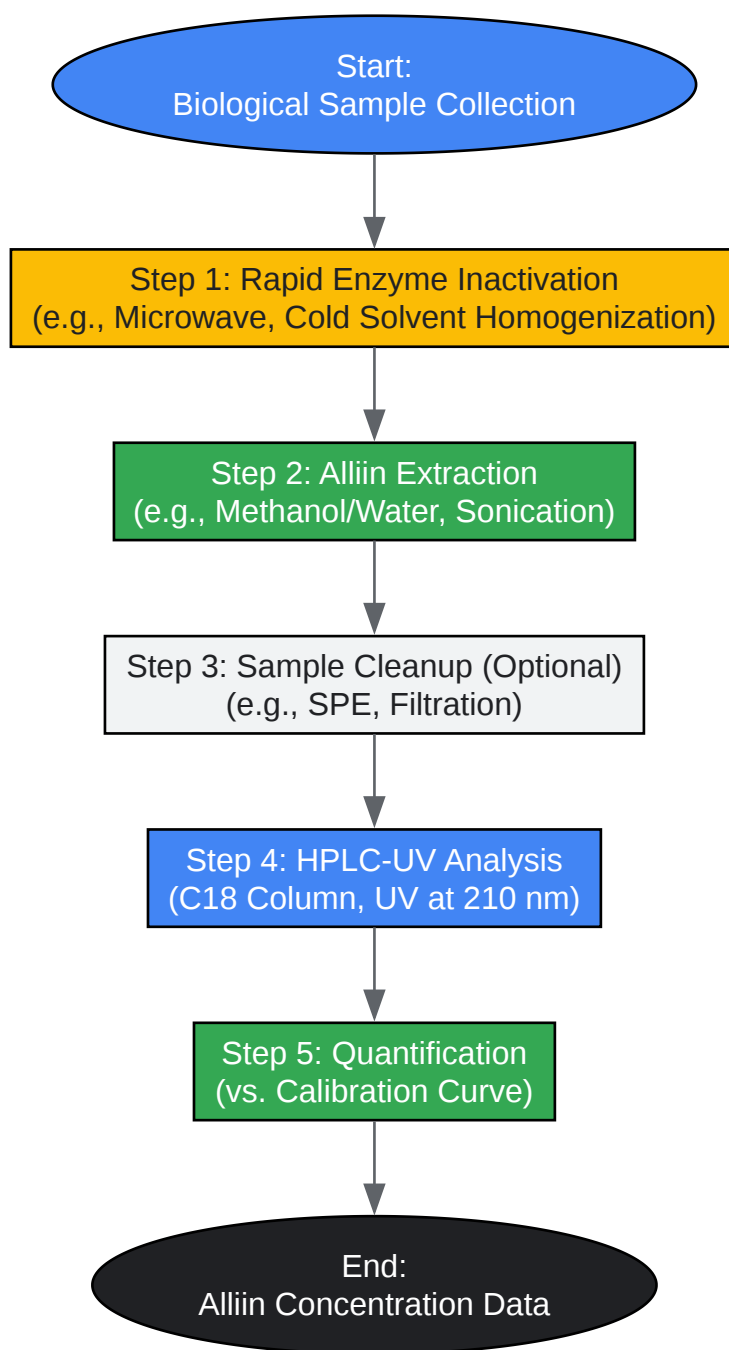 Start:
Biological Sample Collection
Step 1: Rapid Enzyme Inactivation
(e.g., Microwave, Cold Solvent Homogenization)
Step 2: Alliin Extraction
(e.g., Methanol/Water, Sonication)
Step 3: Sample Cleanup (Optional)
(e.g., SPE, Filtration)
Step 4: HPLC-UV Analysis
(C18 Column, UV at 210 nm)
Step 5: Quantification
(vs. Calibration Curve)
End:
Alliin Concentration Data